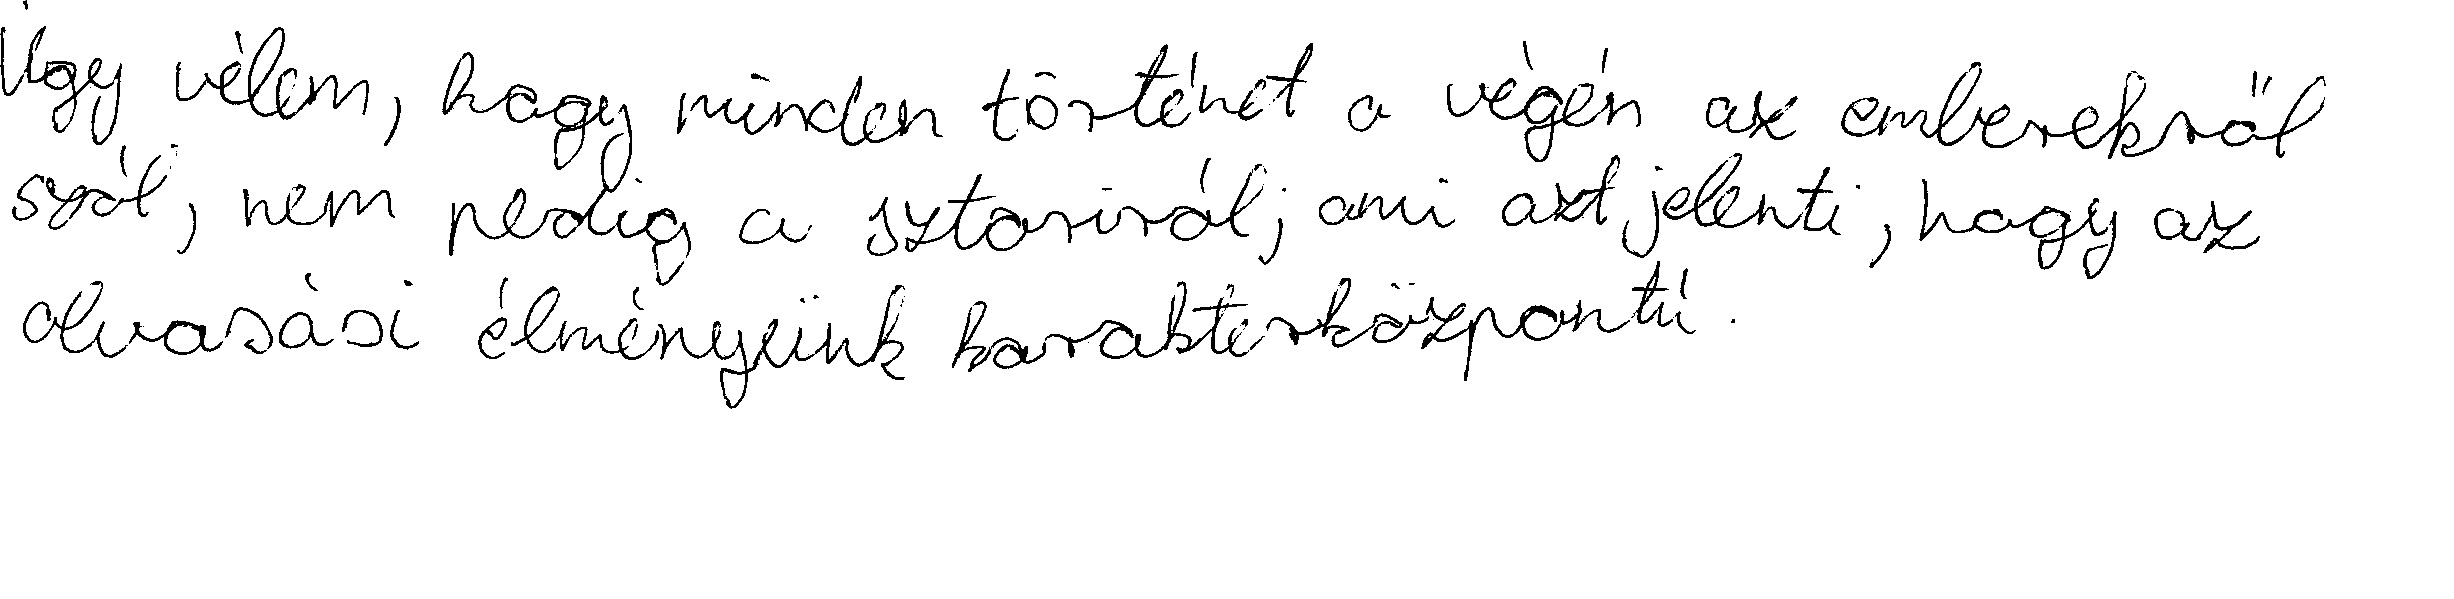 Úgy vélem, hogy minden történet a végén az emberekről
szól, nem pedig a sztoriról; ami azt jelenti, hogy az
olvasási élményeünk karakterközpontú.